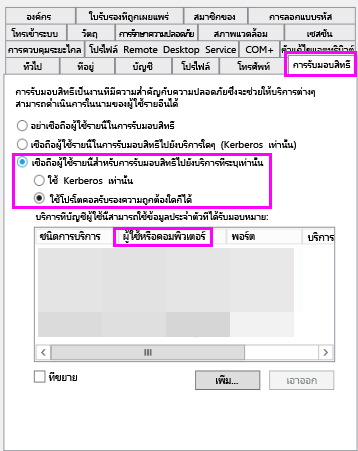 องค์กร ใบรับรองที่ถูกเผยแพร่ สมาชิกของ การลอกแบบรหัส
โทรเข้าระบบ วัตถุ การรักษาความปลอดภัย สภาพแวดล้อม เซสชัน
การควบคุมระยะไกล โปรไฟล์ Remote Desktop Service COM+ ตัวแก้ไขแอตทริบิวต์
ทั่วไป ที่อยู่ บัญชี โปรไฟล์ โทรศัพท์ การรับมอบสิทธิ์
การรับมอบสิทธิ์เป็นงานที่มีความสำคัญกับความปลอดภัยซึ่งจะช่วยให้บริการต่างๆ
สามารถดำเนินการในนามของผู้ใช้รายอื่นได้
อย่าเชื่อถือผู้ใช้รายนี้ในการรับมอบสิทธิ์
เชื่อถือผู้ใช้รายนี้ในการรับมอบสิทธิ์ไปยังบริการใดๆ (Kerberos เท่านั้น)
เชื่อถือผู้ใช้รายนี้สำหรับการรับมอบสิทธิ์ไปยังบริการที่ระบุเท่านั้น
ใช้ Kerberos เท่านั้น
ใช้โปรโตคอลรับรองความถูกต้องใดก็ได้
บริการที่บัญชีผู้ใช้นี้สามารถใช้ข้อมูลประจำตัวที่ได้รับมอบหมาย:
ชนิดการบริการ ผู้ใช้หรือคอมพิวเตอร์ พอร์ต บริการ
ที่ขยาย
เพิ่ม... เอาออก